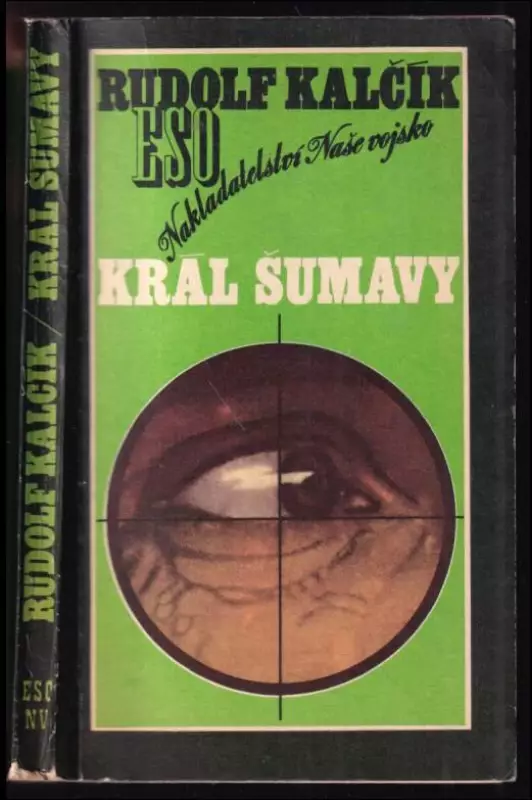 RUDOLF KALČÍK
ESO
Nakladatelství Naše vojsko
KRÁL ŠUMAVY
RUDOLF KALČÍK / KRÁL ŠUMAVY
ESO
NV